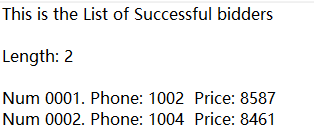 This is the List of Successful bidders
Length: 2
Num 0001. Phone: 1002  Price: 8587
Num 0002. Phone: 1004  Price: 8461